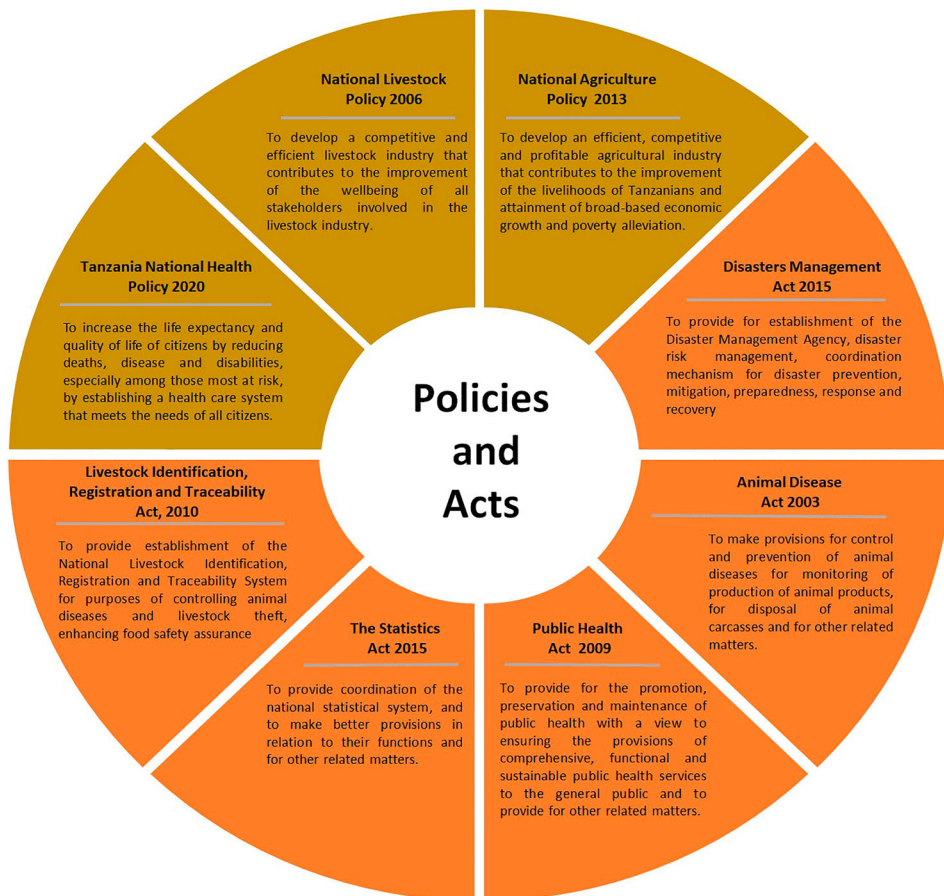 National Livestock
Policy 2006
To develop a competitive and
efficient livestock industry that
contributes to the improvement
of the wellbeing of all
stakeholders involved in the
livestock industry.
National Agriculture
Policy 2013
To develop an efficient, competitive
and profitable agricultural industry
that contributes to the improvement
of the livelihoods of Tanzanians and
attainment of broad-based economic
growth and poverty alleviation.
Tanzania National Health
Policy 2020
To increase the life expectancy and
quality of life of citizens by reducing
deaths, disease and disabilities,
especially among those most at risk,
by establishing a health care system
that meets the needs of all citizens.
Disasters Management
Act 2015
To provide for establishment of the
Disaster Management Agency, disaster
risk management, coordination
mechanism for disaster prevention,
mitigation, preparedness, response and
recovery
Policies
and
Acts
Livestock Identification,
Registration and Traceability
Act, 2010
To provide establishment of the
National Livestock Identification,
Registration and Traceability System
for purposes of controlling animal
diseases and livestock theft,
enhancing food safety assurance
Animal Disease
Act 2003
To make provisions for control
and prevention of animal
diseases for monitoring of
production of animal products,
for disposal of animal
carcasses and for other related
matters.
The Statistics
Act 2015
To provide coordination of the
national statistical system, and
to make better provisions in
relation to their functions and
for other related matters.
Public Health
Act 2009
To provide for the promotion,
preservation and maintenance of
public health with a view to
ensuring the provisions of
comprehensive, functional and
sustainable public health services
to the general public and to
provide for other related matters.